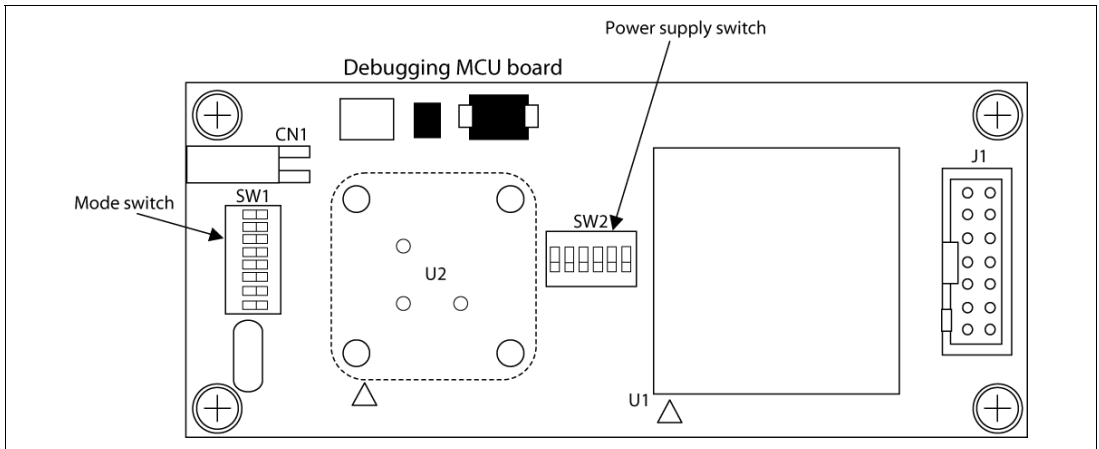 Power supply switch
Debugging MCU board
CN1
J1
Mode switch
SW1
SW2
U2
U1